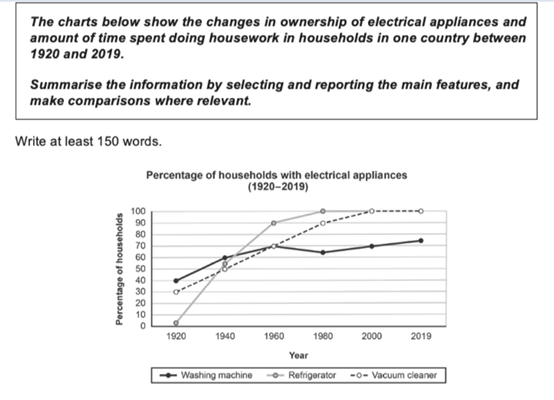 The charts below show the changes in ownership of electrical appliances and
amount of time spent doing housework in households in one country between
1920 and 2019.
Summarise the information by selecting and reporting the main features, and
make comparisons where relevant.
Write at least 150 words.
Percentage of households with electrical appliances
(1920–2019)
Percentage of households
100
90
80
70
60
50
40
30
20
10
0
1920 1940 1960 1980 2000 2019
Year
Washing machine Refrigerator Vacuum cleaner